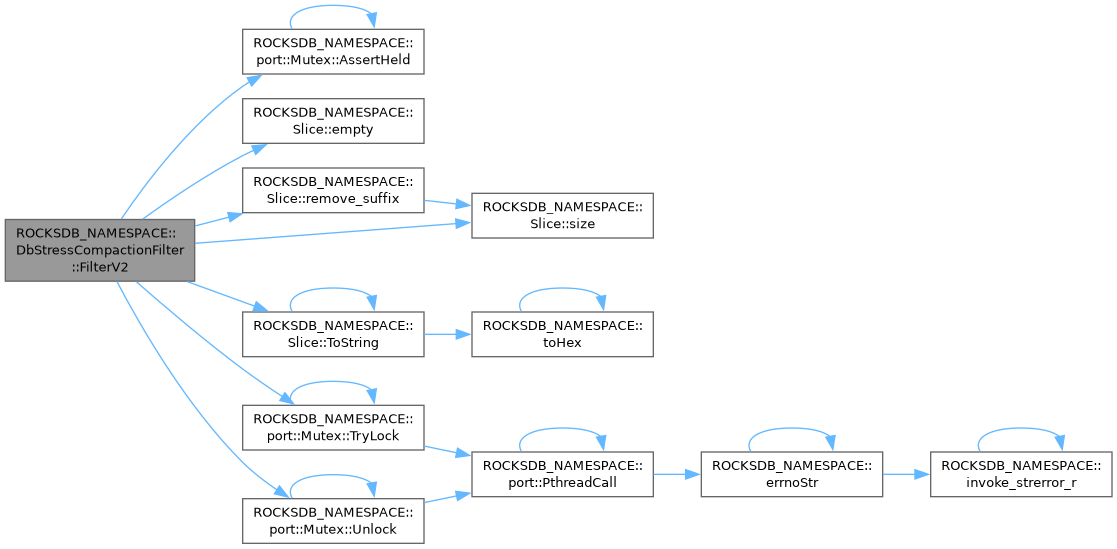 ROCKSDB_NAMESPACE::
port::Mutex::AssertHeld
ROCKSDB_NAMESPACE::
Slice::empty
ROCKSDB_NAMESPACE::
Slice::remove_suffix
ROCKSDB_NAMESPACE::
Slice::size
ROCKSDB_NAMESPACE::
DbStressCompactionFilter
::FilterV2
ROCKSDB_NAMESPACE::
Slice::ToString
ROCKSDB_NAMESPACE::
toHex
ROCKSDB_NAMESPACE::
port::Mutex::TryLock
ROCKSDB_NAMESPACE::
port::PthreadCall
ROCKSDB_NAMESPACE::
errnoStr
ROCKSDB_NAMESPACE::
invoke_strerror_r
ROCKSDB_NAMESPACE::
port::Mutex::Unlock